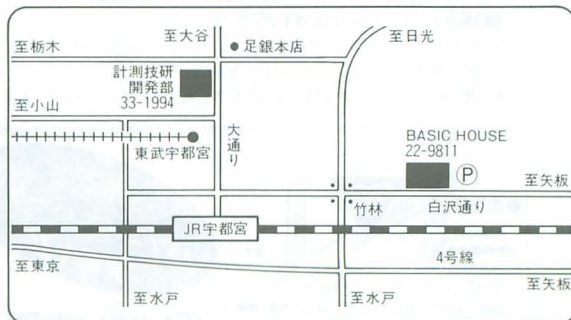 至栃木
至大谷
足銀本店
至日光
計測技研
開発部
33-1994
至小山
大通り
東武宇都宮
BASIC HOUSE
22-9811
P
至矢板
竹林
白沢通り
JR宇都宮
4号線
至東京
至水戸
至水戸
至矢板